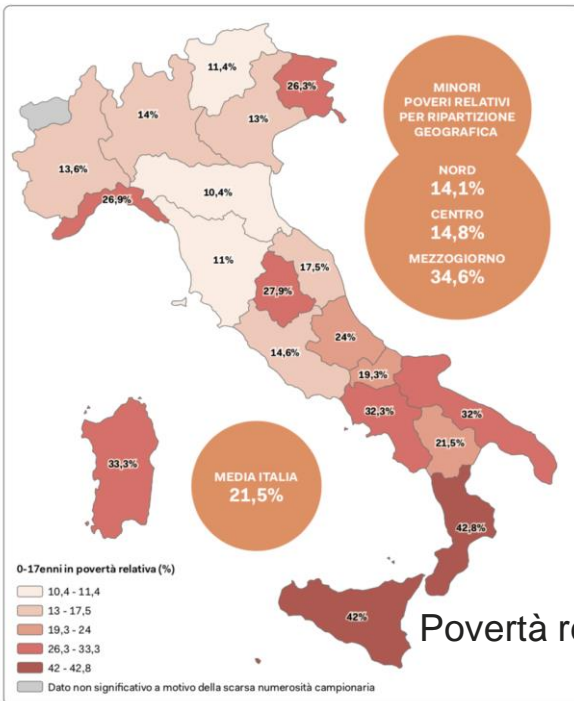 11,4%
26,3%
14%
13%
13,6%
26,9%
10,4%
11%
17,5%
27,9%
24%
14,6%
19,3%
32,3%
32%
21,5%
33,3%
42,8%
42%
MINORI
POVERI RELATIVI
PER RIPARTIZIONE
GEOGRAFICA
NORD
14,1%
CENTRO
14,8%
MEZZOGIORNO
34,6%
MEDIA ITALIA
21,5%
0-17enni in povertà relativa (%)
10,4 - 11,4
13 - 17,5
19,3 - 24
26,3 - 33,3
42 - 42,8
Dato non significativo a motivo della scarsa numerosità campionaria
Povertà re